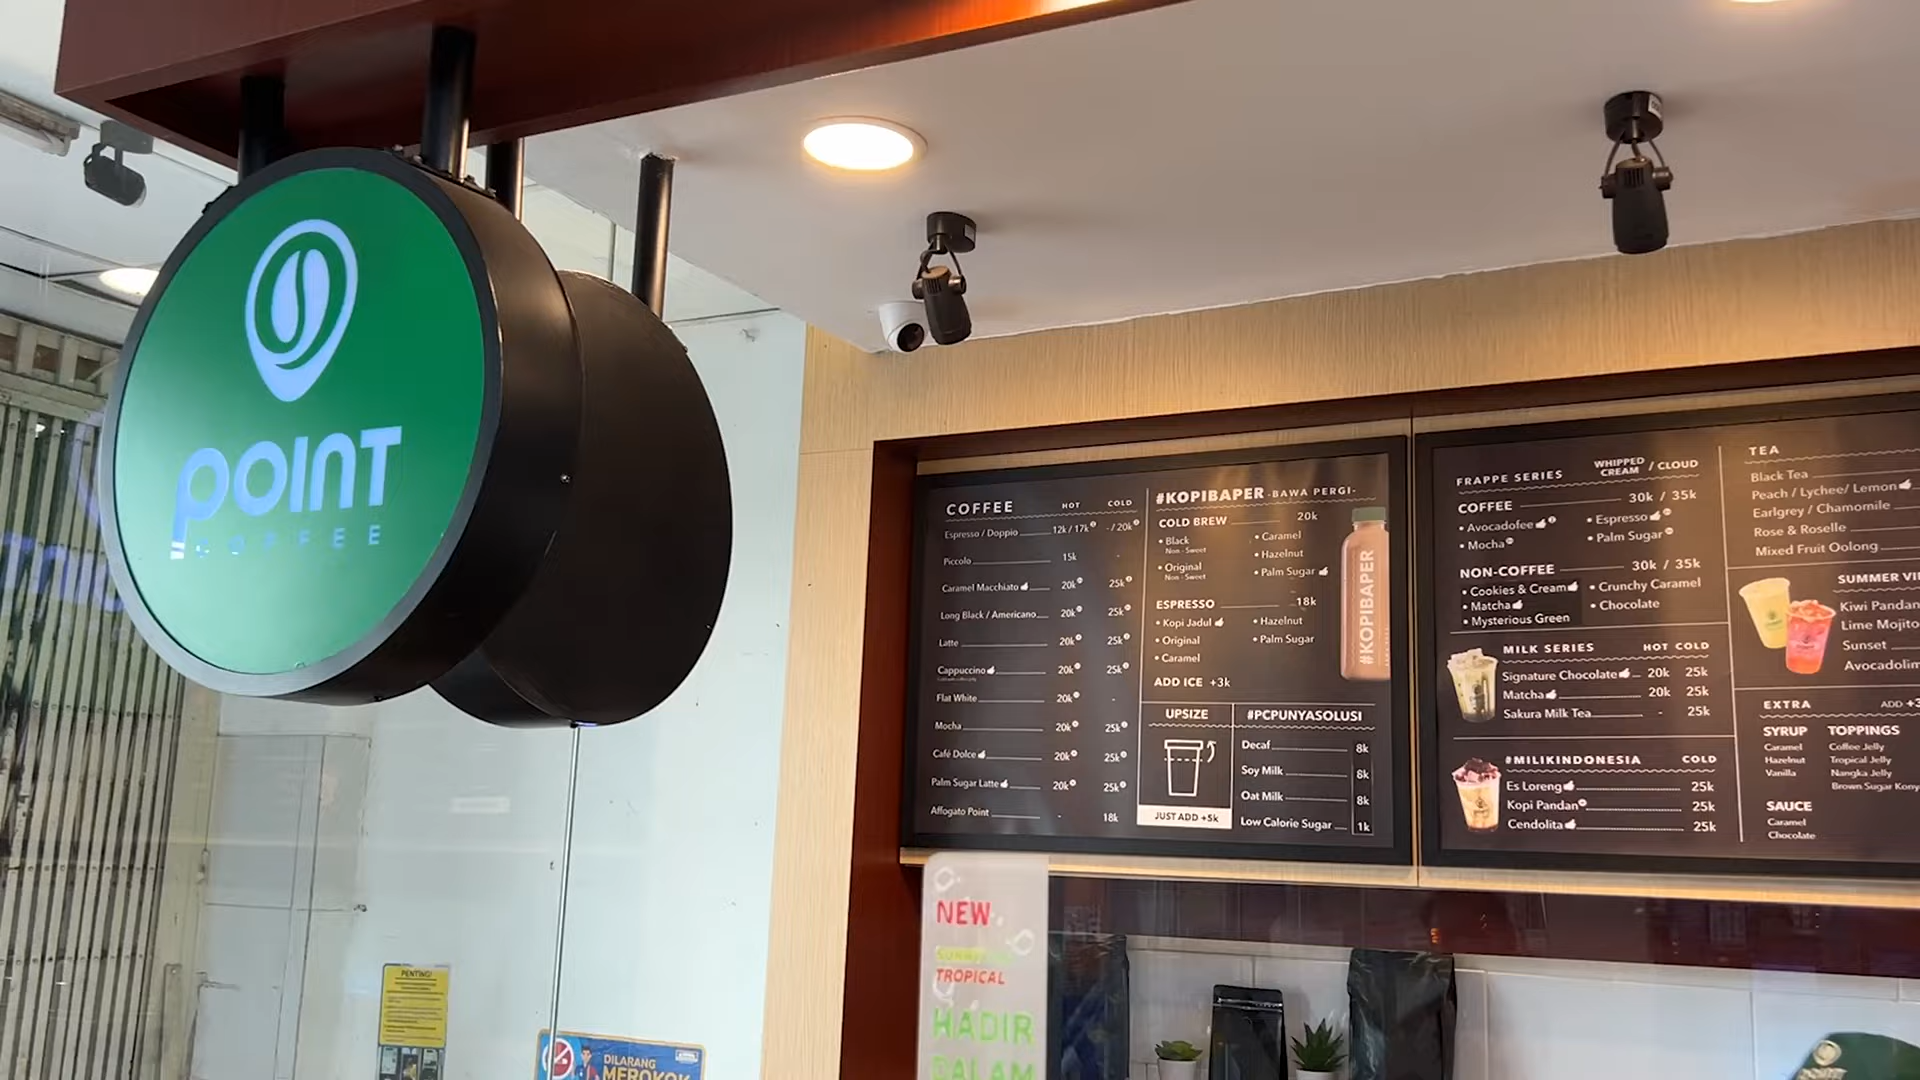 POINT
COFFEE
COFFEE HOT COLD
Espresso / Doppio 12k / 17k - / 20k
Piccolo 15k -
Caramel Macchiato 20k 25k
Long Black / Americano 20k 25k
Latte 20k 25k
Cappuccino 20k 25k
Flat White 20k -
Mocha 20k 25k
Café Dolce 20k 25k
Palm Sugar Latte 20k 25k
Affogato Point - 18k
#KOPIBAPER -BAWA PERGI-
COLD BREW 20k
• Black
Non - Sweet
• Original
Non - Sweet
• Caramel
• Hazelnut
• Palm Sugar
ESPRESSO 18k
• Kopi Jadul
• Original
• Caramel
• Hazelnut
• Palm Sugar
ADD ICE +3k
#KOPIBAPER
UPSIZE
JUST ADD +5k
#PCPUNYASOLUSI
Decaf 8k
Soy Milk 8k
Oat Milk 8k
Low Calorie Sugar 1k
FRAPPE SERIES WHIPPED CREAM / CLOUD
COFFEE 30k / 35k
• Avocadofee
• Mocha
• Espresso
• Palm Sugar
NON-COFFEE 30k / 35k
• Cookies & Cream
• Matcha
• Mysterious Green
• Crunchy Caramel
• Chocolate
MILK SERIES HOT COLD
Signature Chocolate 20k 25k
Matcha 20k 25k
Sakura Milk Tea - 25k
#MILIKINDONESIA COLD
Es Loreng 25k
Kopi Pandan 25k
Cendolita 25k
TEA
Black Tea
Peach / Lychee/ Lemon
Earlgrey / Chamomile
Rose & Roselle
Mixed Fruit Oolong
SUMMER
Kiwi Pandan
Lime Mojito
Sunset
EXTRA ADD
SYRUP
Caramel
Hazelnut
Vanilla
TOPPINGS
Coffee Jelly
Tropical Jelly
Nangka Jelly
Brown Sugar
SAUCE
Caramel
Chocolate
NEW
TROPICAL
HADIR
DALAM
PENTING!
DILARANG
MEROKOK